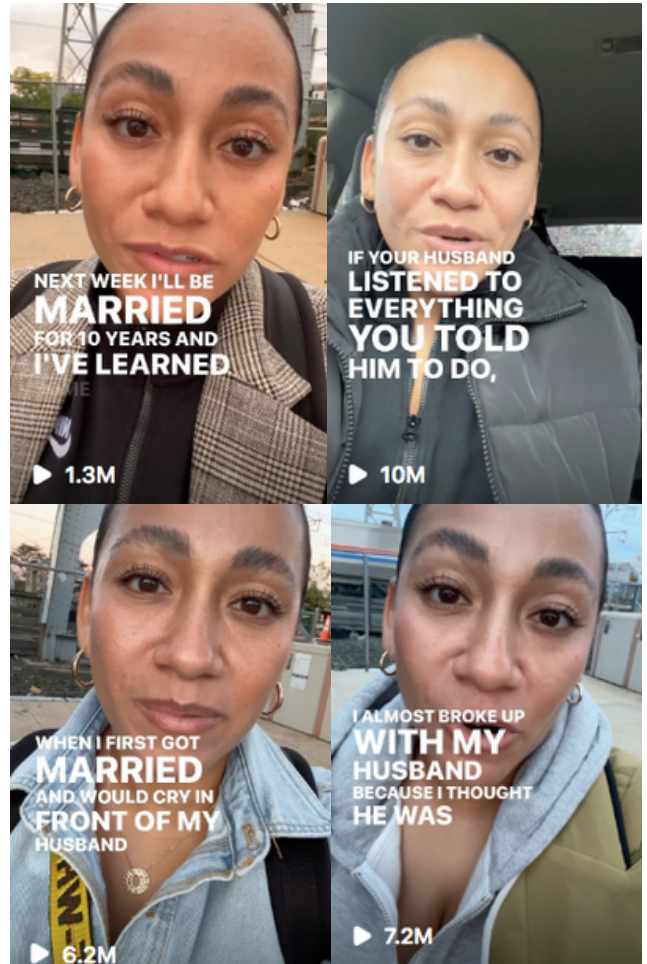 NEXT WEEK I'LL BE
MARRIED
FOR 10 YEARS AND
I'VE LEARNED
1.3M
IF YOUR HUSBAND
LISTENED TO
EVERYTHING
YOU TOLD
HIM TO DO,
10M
WHEN I FIRST GOT
MARRIED
AND WOULD CRY IN
FRONT OF MY
HUSBAND
6.2M
I ALMOST BROKE UP
WITH MY
HUSBAND
BECAUSE I THOUGHT
HE WAS
7.2M